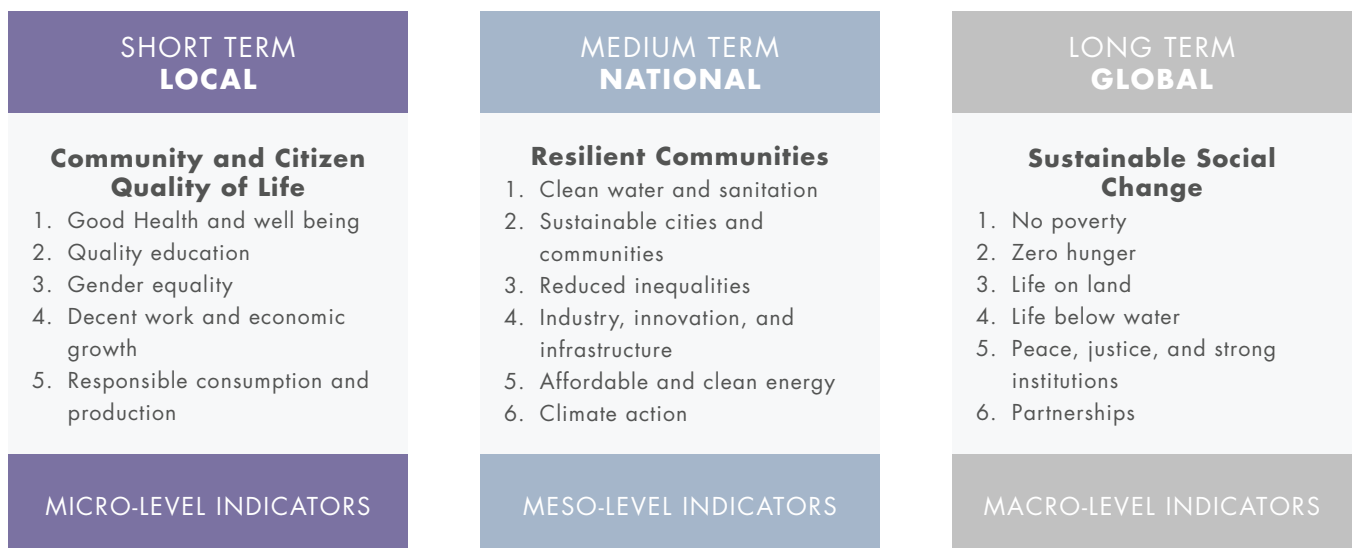 SHORT TERM
LOCAL
Community and Citizen
Quality of Life
1. Good Health and well being
2. Quality education
3. Gender equality
4. Decent work and economic
growth
5. Responsible consumption and
production
MICRO-LEVEL INDICATORS
MEDIUM TERM
NATIONAL
Resilient Communities
1. Clean water and sanitation
2. Sustainable cities and
communities
3. Reduced inequalities
4. Industry, innovation, and
infrastructure
5. Affordable and clean energy
6. Climate action
MESO-LEVEL INDICATORS
LONG TERM
GLOBAL
Sustainable Social
Change
1. No poverty
2. Zero hunger
3. Life on land
4. Life below water
5. Peace, justice, and strong
institutions
6. Partnerships
MACRO-LEVEL INDICATORS